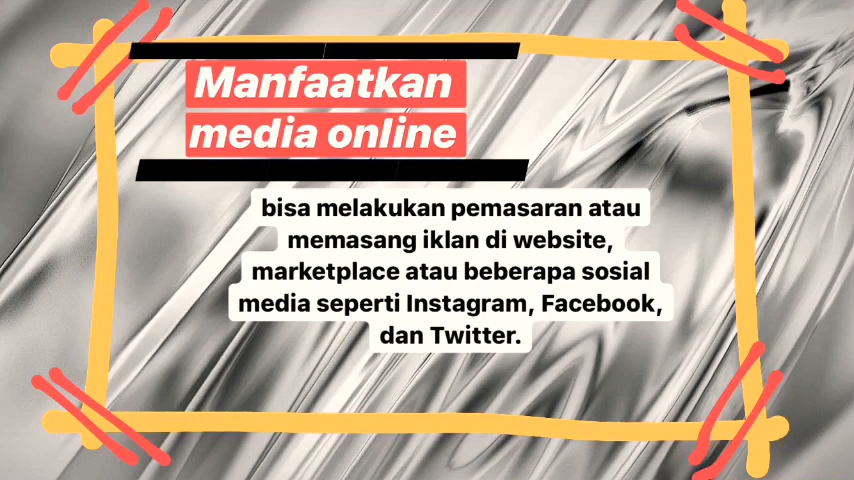 Manfaatkan
media online
bisa melakukan pemasaran atau
memasang iklan di website,
marketplace atau beberapa sosial
media seperti Instagram, Facebook,
dan Twitter.